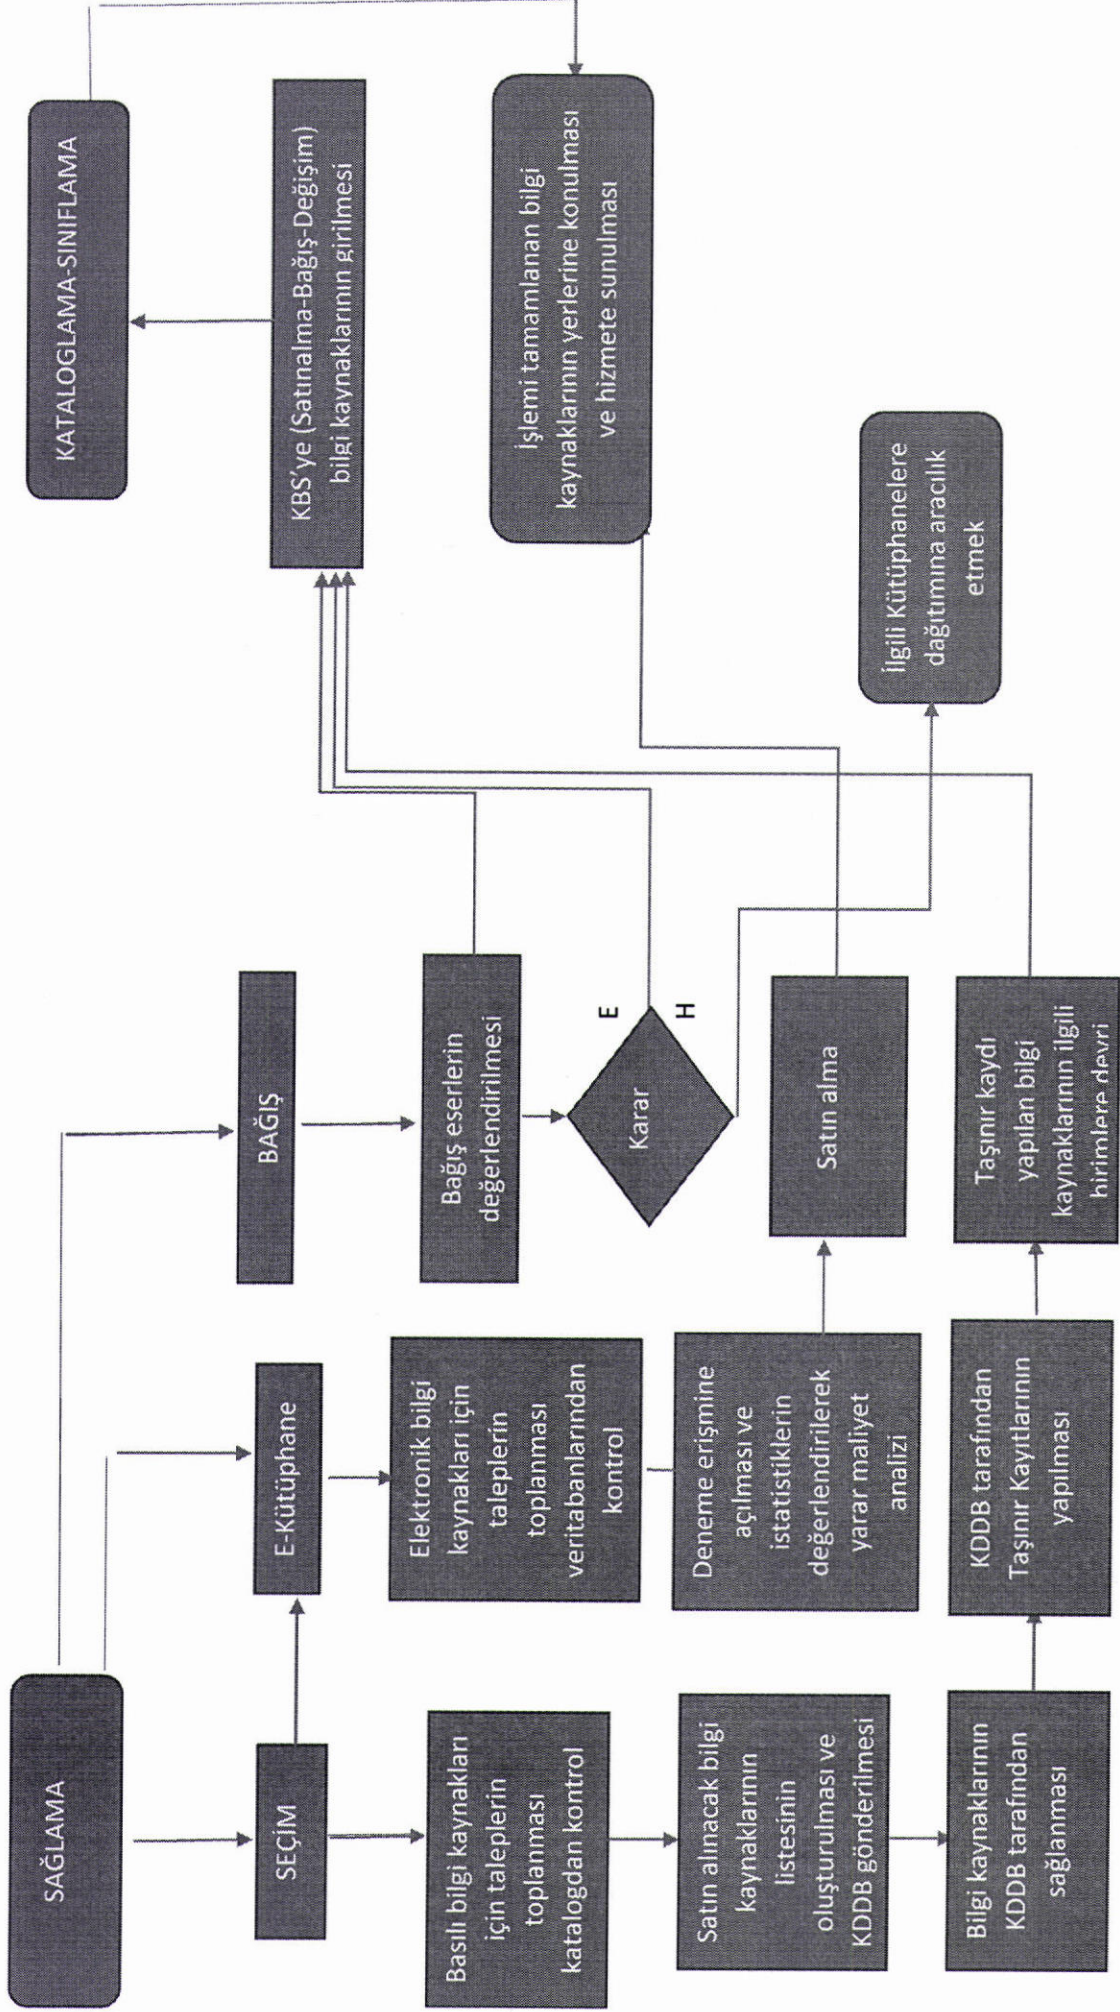 SAĞLAMA
SEÇİM
Basılı bilgi kaynakları
için taleplerin
toplanması
katalogdan kontrol
Satın alınacak bilgi
kaynaklarının
listesinin
oluşturulması ve
KDDB gönderilmesi
Bilgi kaynaklarının
KDDB tarafından
sağlaması
E-Kütüphane
Elektronik bilgi
kaynakları için
taleplerin
toplanması
veritabanlarından
kontrol
Deneme erişmine
açılması ve
istatistiklerin
değerlendirilerek
yarar maliyet
analizi
KDDB tarafından
Taşınır Kayıtlarının
yapılması
BAĞIŞ
Bağış eserlerin
değerlendirilmesi
Karar
E
H
Satın alma
Taşınır kaydı
yapılan bilgi
kaynaklarının ilgili
birimlere devri
KATALOGLAMA-SINIFLAMA
KBS'ye (Satınalma-Bağış-Değişim)
bilgi kaynaklarının girilmesi
İşlemi tamamlanan bilgi
kaynaklarının yerlerine konulması
ve hizmete sunulması
İlgili Kütüphanelere
dağıtımına aracılık
etmek